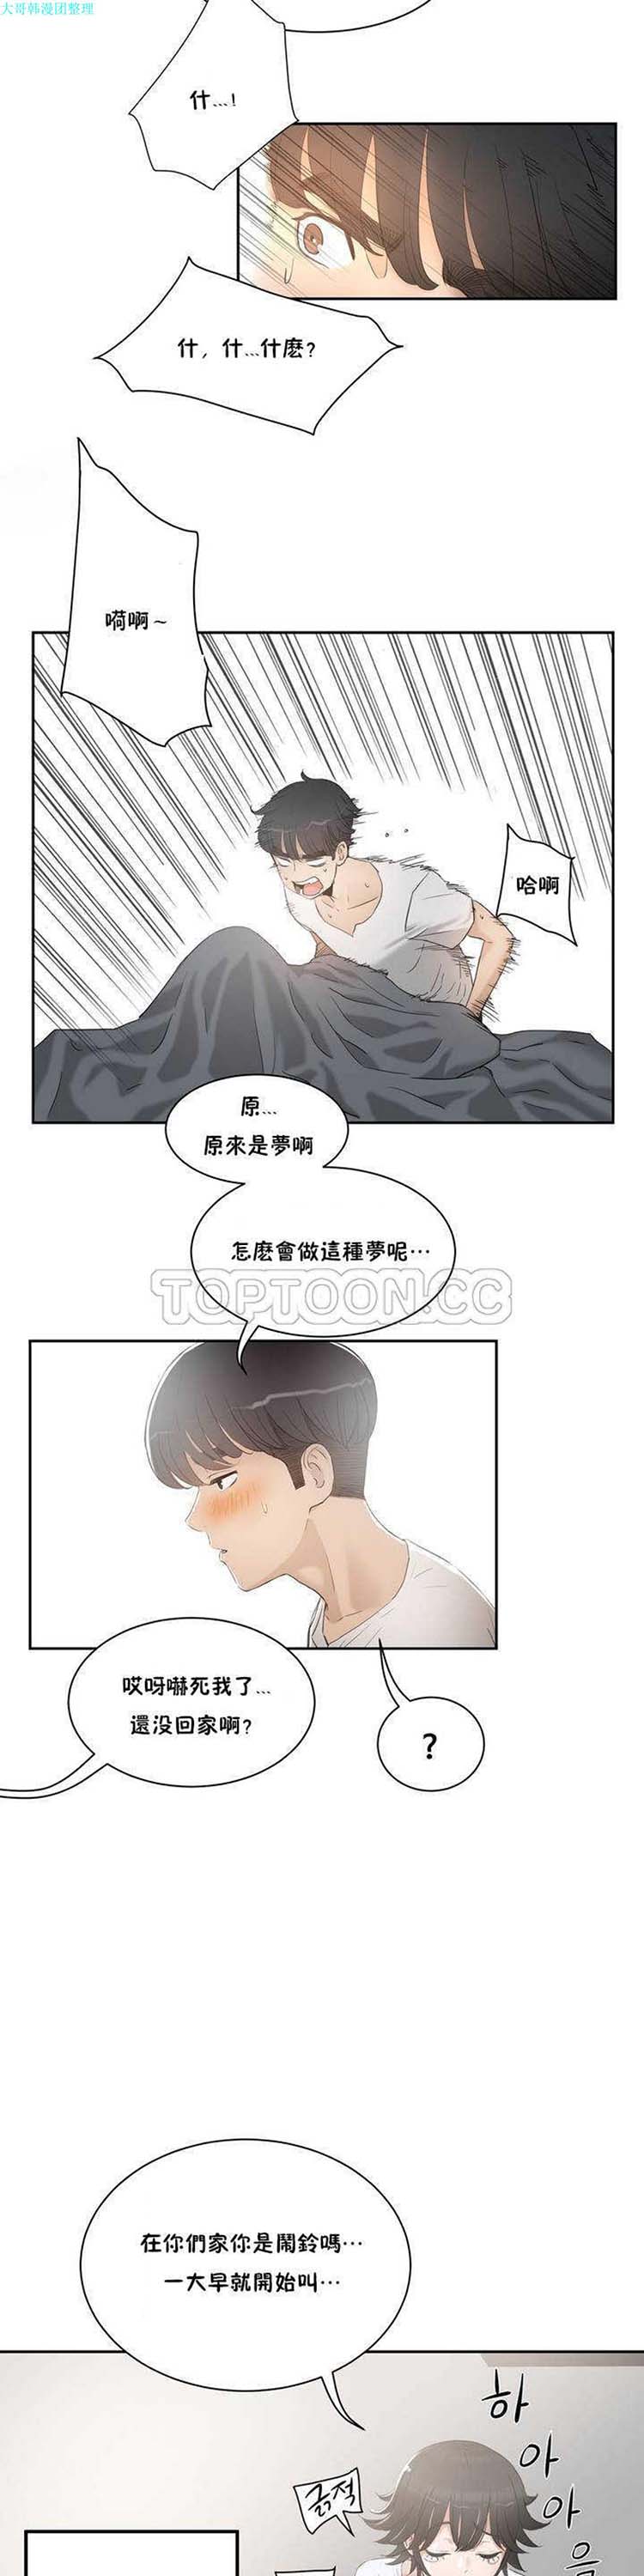 大哥韩漫团整理
什...!
什，什...什麽?
嗬啊~
哈啊
原...
原來是夢啊
怎麽會做這種夢呢…
TOPTOON.CC
哎呀嚇死我了...
還没回家啊?
?
在你們家你是鬧鈴嗎…
一大早就開始叫…
하
아
아
음
긁적